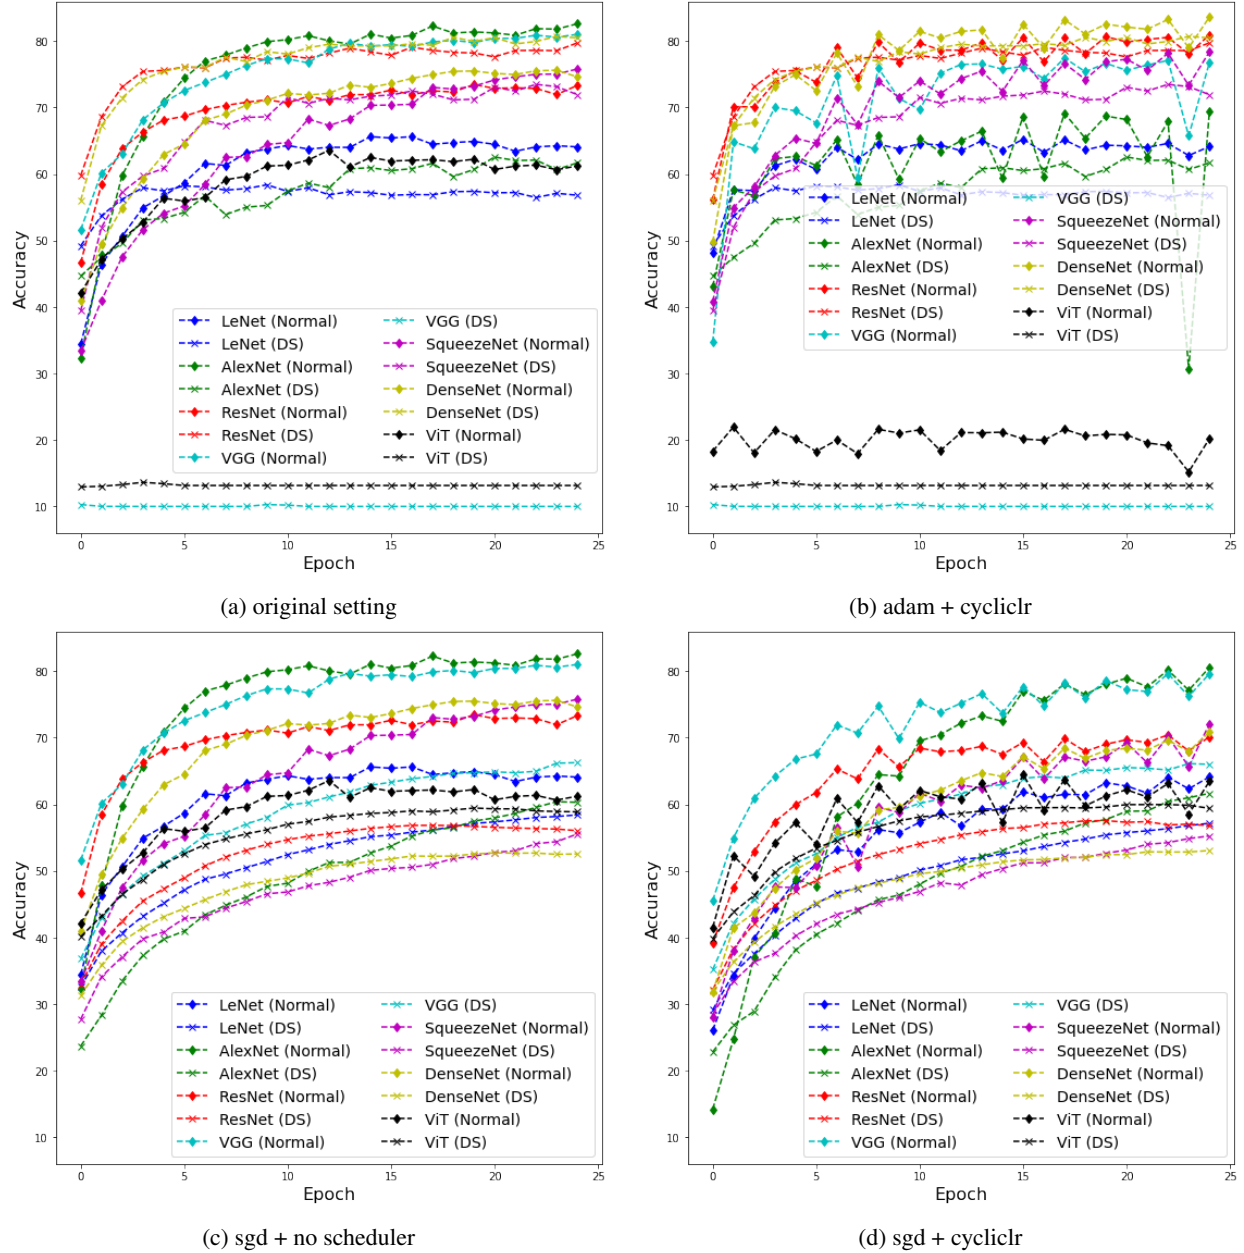 80
70
60
50
40
30
20
10
Accuracy
LeNet (Normal)
LeNet (DS)
AlexNet (Normal)
AlexNet (DS)
ResNet (Normal)
ResNet (DS)
VGG (Normal)
VGG (DS)
SqueezeNet (Normal)
SqueezeNet (DS)
DenseNet (Normal)
DenseNet (DS)
ViT (Normal)
ViT (DS)
0 5 10 15 20 25
Epoch
(a) original setting
80
70
60
50
40
30
20
10
Accuracy
LeNet (Normal)
LeNet (DS)
AlexNet (Normal)
AlexNet (DS)
ResNet (Normal)
ResNet (DS)
VGG (Normal)
VGG (DS)
SqueezeNet (Normal)
SqueezeNet (DS)
DenseNet (Normal)
DenseNet (DS)
ViT (Normal)
ViT (DS)
0 5 10 15 20 25
Epoch
(b) adam + cycliclr
80
70
60
50
40
30
20
10
Accuracy
LeNet (Normal)
LeNet (DS)
AlexNet (Normal)
AlexNet (DS)
ResNet (Normal)
ResNet (DS)
VGG (Normal)
VGG (DS)
SqueezeNet (Normal)
SqueezeNet (DS)
DenseNet (Normal)
DenseNet (DS)
ViT (Normal)
ViT (DS)
0 5 10 15 20 25
Epoch
(c) sgd + no scheduler
80
70
60
50
40
30
20
10
Accuracy
LeNet (Normal)
LeNet (DS)
AlexNet (Normal)
AlexNet (DS)
ResNet (Normal)
ResNet (DS)
VGG (Normal)
VGG (DS)
SqueezeNet (Normal)
SqueezeNet (DS)
DenseNet (Normal)
DenseNet (DS)
ViT (Normal)
ViT (DS)
0 5 10 15 20 25
Epoch
(d) sgd + cycliclr